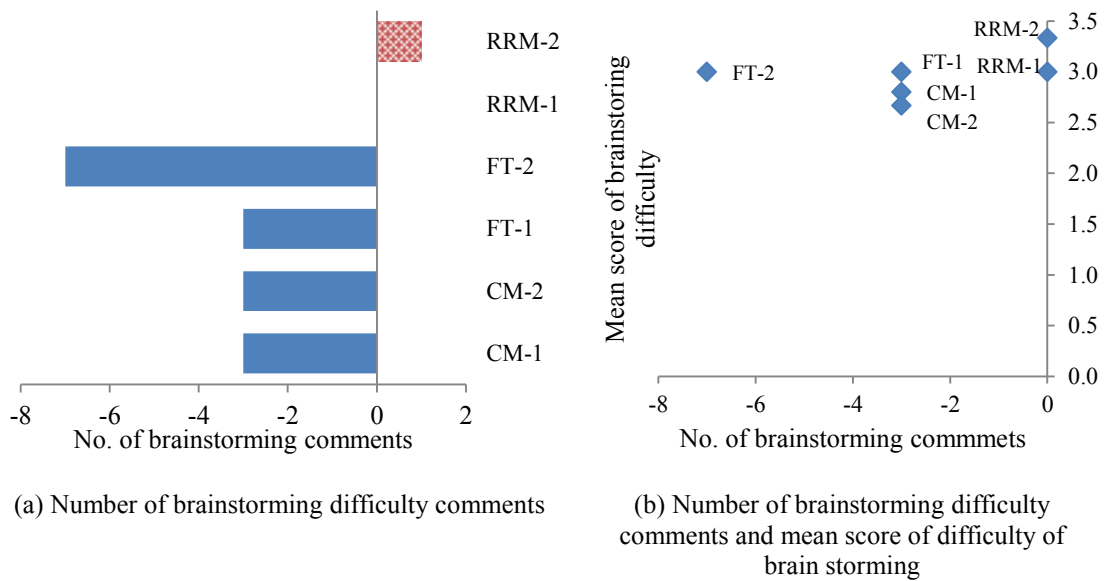 RRM-2
RRM-1
FT-2
FT-1
CM-2
CM-1
-8 -6 -4 -2 0 2
No. of brainstorming comments
(a) Number of brainstorming difficulty comments
Mean score of brainstoring
difficulty
3.5
3.0
2.5
2.0
1.5
1.0
0.5
0.0
RRM-2
RRM-1
FT-1
FT-2
CM-1
CM-2
-8 -6 -4 -2 0
No. of brainstorming commmets
(b) Number of brainstorming difficulty
comments and mean score of difficulty of
brain storming